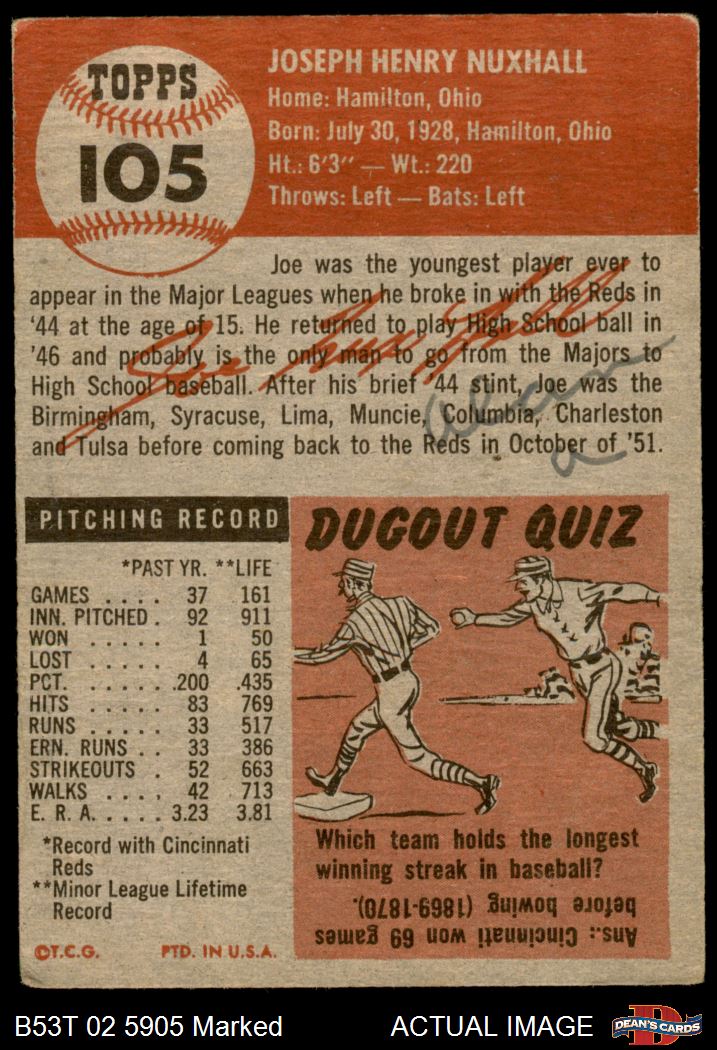 TOPPS
105
JOSEPH HENRY NUXHALL
Home: Hamilton, Ohio
Born: July 30, 1928, Hamilton, Ohio
Ht.: 6'3" — Wt.: 220
Throws: Left — Bats: Left
Joe was the youngest player ever to
appear in the Major Leagues when he broke in with the Reds in
'44 at the age of 15. He returned to play High School ball in
'46 and probably is the only man to go from the Majors to
High School baseball. After his brief '44 stint, Joe was the
Birmingham, Syracuse, Lima, Muncie, Columbia, Charleston
and Tulsa before coming back to the Reds in October of '51.
Joe Nuxhall
PITCHING RECORD
*PAST YR. **LIFE
GAMES . . . . 37 161
INN. PITCHED . 92 911
WON . . . . . 1 50
LOST . . . . . 4 65
PCT. . . . . . .200 .435
HITS . . . . . 83 769
RUNS . . . . . 33 517
ERN. RUNS . . 33 386
STRIKEOUTS . 52 663
WALKS . . . . 42 713
E. R. A. . . . . 3.23 3.81
*Record with Cincinnati
Reds
**Minor League Lifetime
Record
©T.C.G. PTD. IN U.S.A.
DUGOUT QUIZ
Which team holds the longest
winning streak in baseball?
Ans.: Cincinnati won 69 games
before bowing (1869-1870).
B53T 02 5905 Marked
ACTUAL IMAGE
D
DEAN'S CARDS